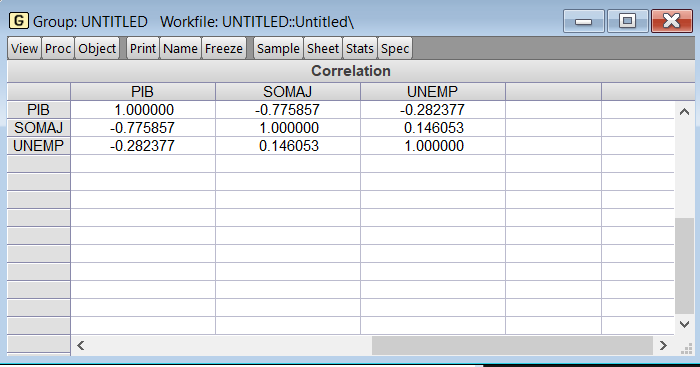 G Group: UNTITLED Workfile: UNTITLED::Untitled\
View Proc Object Print Name Freeze Sample Sheet Stats Spec
Correlation
PIB SOMAJ UNEMP
PIB 1.000000 -0.775857 -0.282377
SOMAJ -0.775857 1.000000 0.146053
UNEMP -0.282377 0.146053 1.000000